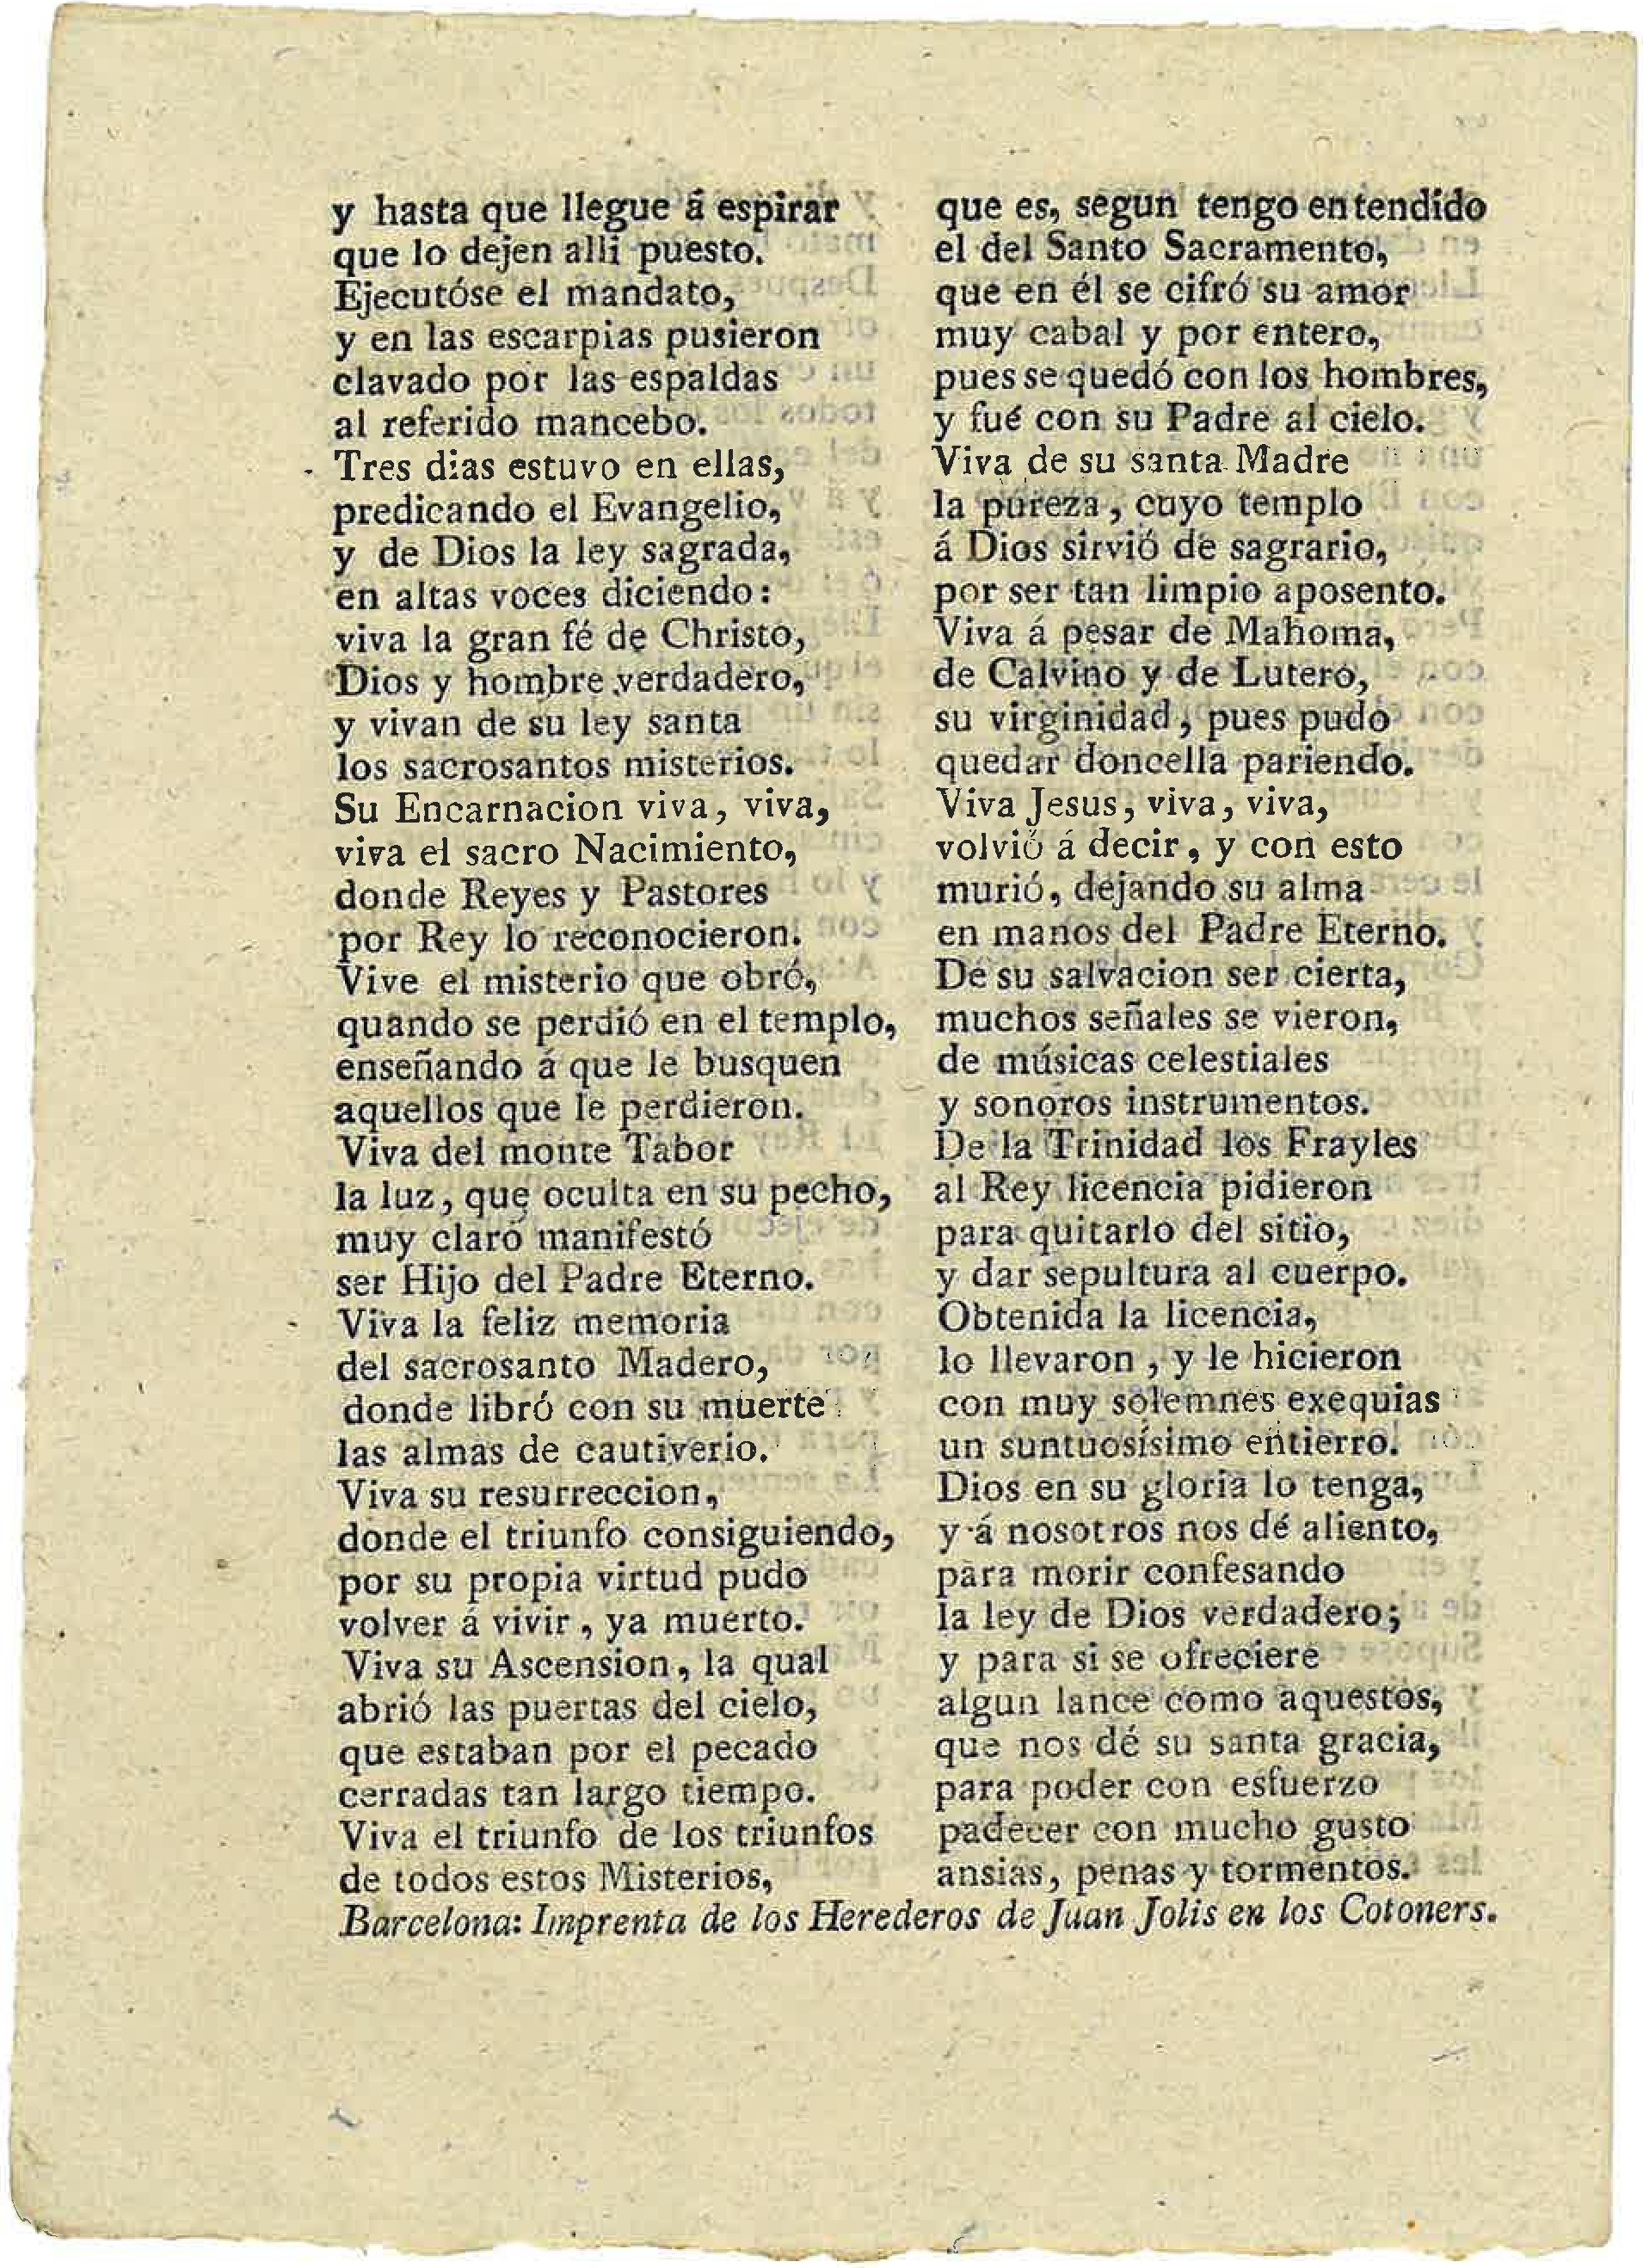 y hasta que llegue á espirar
que lo dejen alli puesto.
Ejecutóse el mandato,
y en las escarpias pusieron
clavado por las espaldas
al referido mancebo.
Tres dias estuvo en ellas,
predicando el Evangelio,
y de Dios la ley sagrada,
en altas voces diciendo:
viva la gran fé de Christo,
Dios y hombre verdadero,
y vivan de su ley santa
los sacrosantos misterios.
Su Encarnacion viva, viva,
viva el sacro Nacimiento,
donde Reyes y Pastores
por Rey lo reconocieron.
Vive el misterio que obró,
quando se perdió en el templo,
enseñando á que le busquen
aquellos que le perdieron.
Viva del monte Tabor
la luz, que oculta en su pecho,
muy claro manifestó
ser Hijo del Padre Eterno.
Viva la feliz memoria
del sacrosanto Madero,
donde libró con su muerte
las almas de cautiverio.
Viva su resurreccion,
donde el triunfo consiguiendo,
por su propia virtud pudo
volver á vivir, ya muerto.
Viva su Ascension, la qual
abrió las puertas del cielo,
que estaban por el pecado
cerradas tan largo tiempo.
Viva el triunfo de los triunfos
de todos estos Misterios,
que es, segun tengo entendido
el del Santo Sacramento,
que en él se cifró su amor
muy cabal y por entero,
pues se quedó con los hombres,
y fué con su Padre al cielo.
Viva de su santa Madre
la pureza, cuyo templo
á Dios sirvió de sagrario,
por ser tan limpio aposento.
Viva á pesar de Mahoma,
de Calvino y de Lutero,
su virginidad, pues pudo
quedar doncella pariendo.
Viva Jesus, viva, viva,
volvió á decir, y con esto
murió, dejando su alma
en manos del Padre Eterno.
De su salvacion ser cierta,
muchos señales se vieron,
de músicas celestiales
y sonoros instrumentos.
De la Trinidad los Frayles
al Rey licencia pidieron
para quitarlo del sitio,
y dar sepultura al cuerpo.
Obtenida la licencia,
lo llevaron, y le hicieron
con muy solemnes exequias
un suntuosísimo entierro.
Dios en su gloria lo tenga,
y á nosotros nos dé aliento,
para morir confesando
la ley de Dios verdadero;
y para si se ofreciere
algun lance como aquestos,
que nos dé su santa gracia,
para poder con esfuerzo
padecer con mucho gusto
ansias, penas y tormentos.
Barcelona: Imprenta de los Herederos de Juan Jolis en los Cotoners.